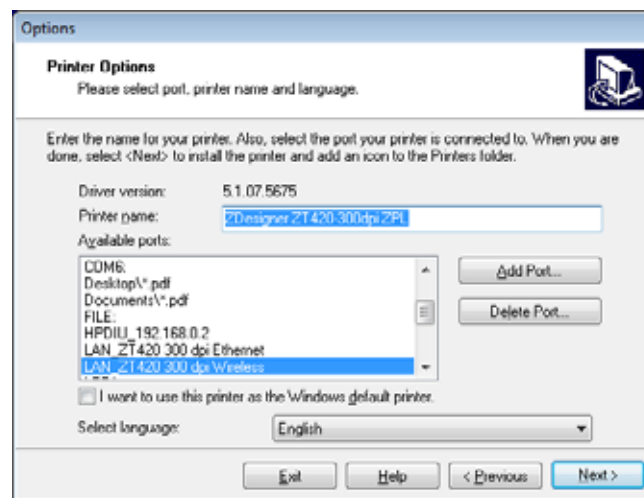 Options
Printer Options
Please select port, printer name and language.
Enter the name for your printer. Also, select the port your printer is connected to. When you are
done, select <Next> to install the printer and add an icon to the Printers folder.
Driver version: 5.1.07.5675
Printer name: ZDesigner ZT420-300dpi ZPL
Available ports:
COM6:
Desktop\*.pdf
Documents\*.pdf
FILE:
HPDIU_192.168.0.2
LAN_ZT420 300 dpi Ethernet
LAN_ZT420 300 dpi Wireless
Add Port...
Delete Port...
I want to use this printer as the Windows default printer.
Select language: English
Exit Help < Previous Next >